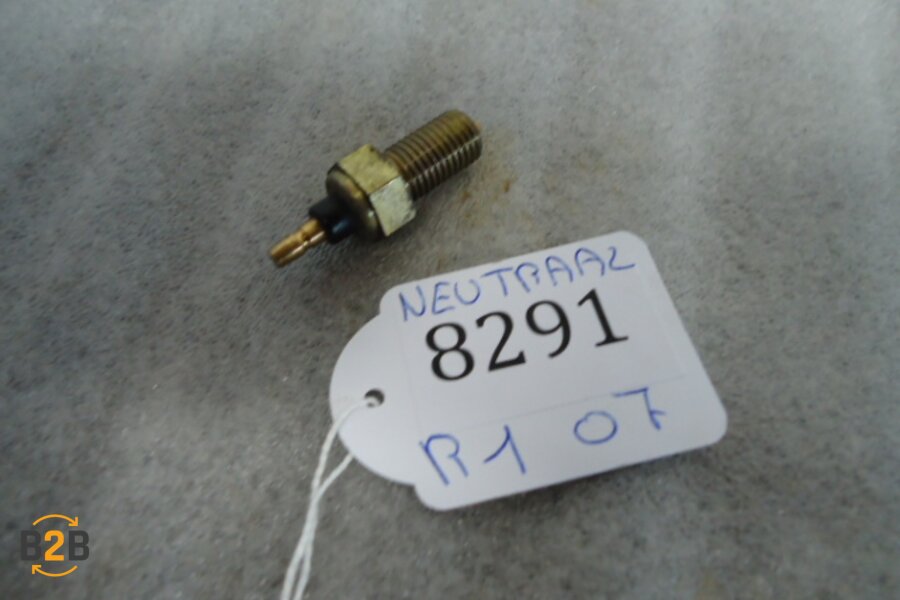 NEUTRAAL
8291
R1 07
B2B